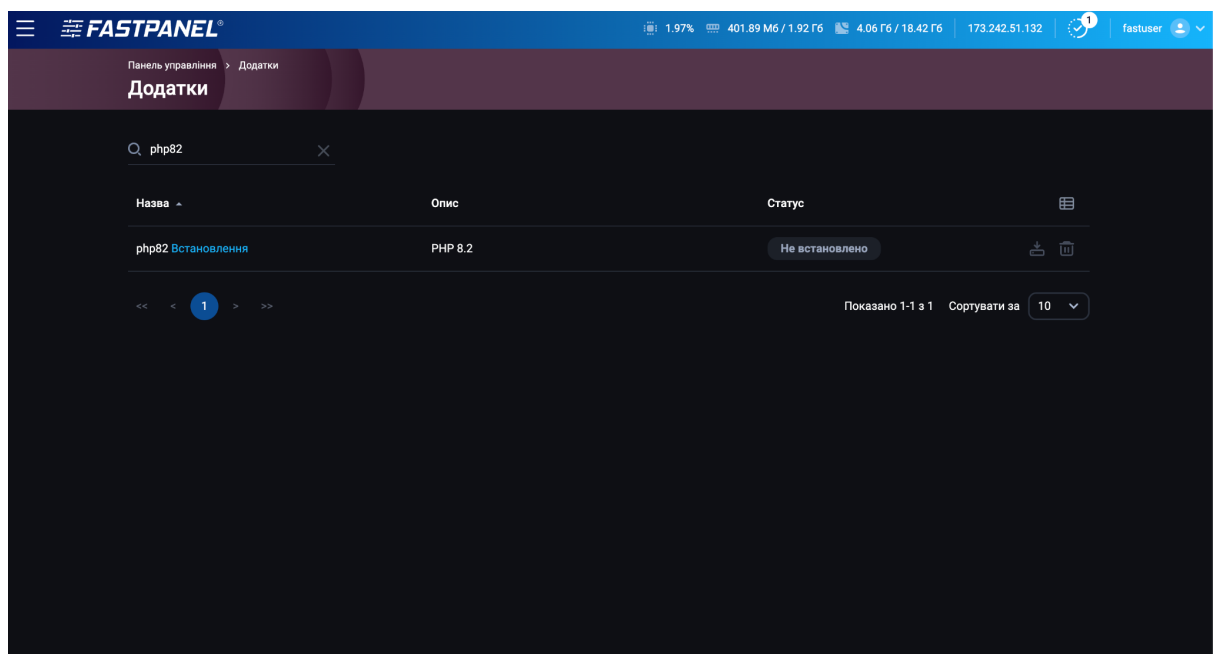 FASTPANEL® 1.97% 401.89 Мб / 1.92 Гб 4.06 Гб / 18.42 Гб 173.242.51.132 1 fastuser
Панель управління > Додатки
Додатки
php82
Назва Опис Статус
php82 Встановлення PHP 8.2 Не встановлено
<< < 1 > >> Показано 1-1 з 1 Сортувати за 10